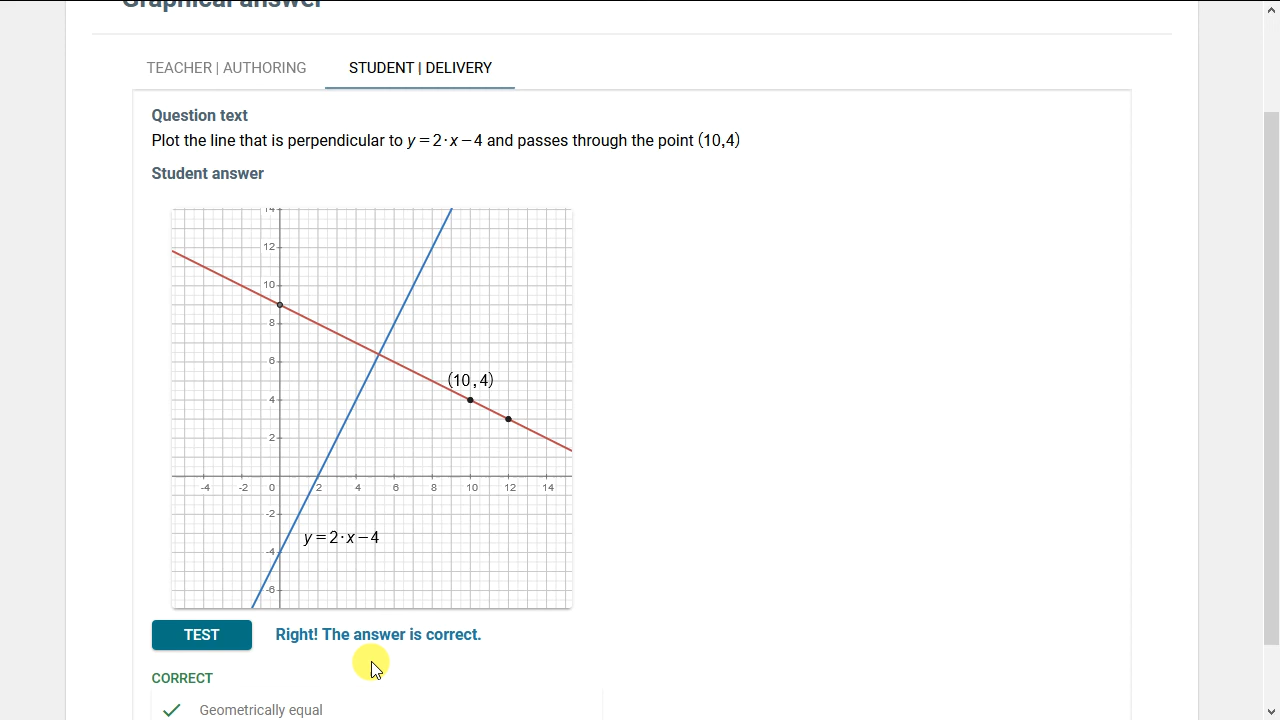 Graphical answer
TEACHER | AUTHORING
STUDENT | DELIVERY
Question text
Plot the line that is perpendicular to y=2·x−4 and passes through the point (10,4)
Student answer
14
12
10
8
6
(10,4)
4
2
-4 -2 0 2 4 6 8 10 12 14
-2
y=2·x−4
-4
-6
TEST
Right! The answer is correct.
CORRECT
Geometrically equal